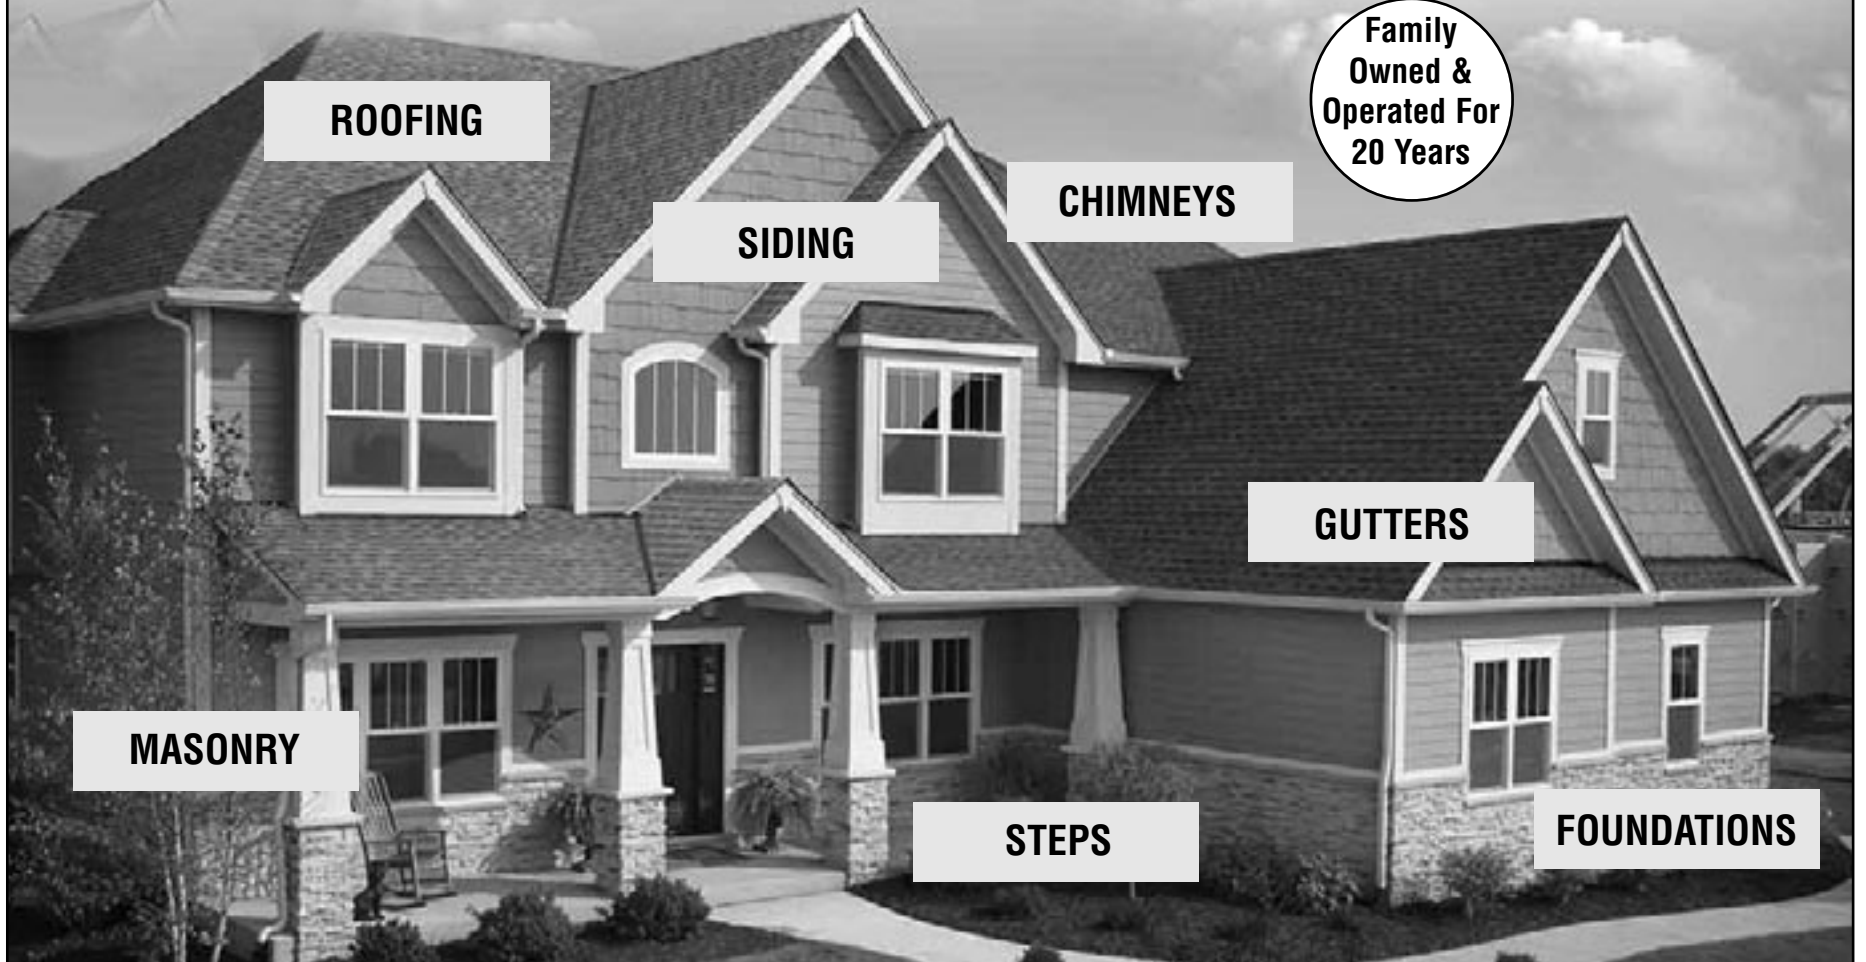 Family
Owned &
Operated For
20 Years
ROOFING
CHIMNEYS
SIDING
GUTTERS
MASONRY
STEPS
FOUNDATIONS